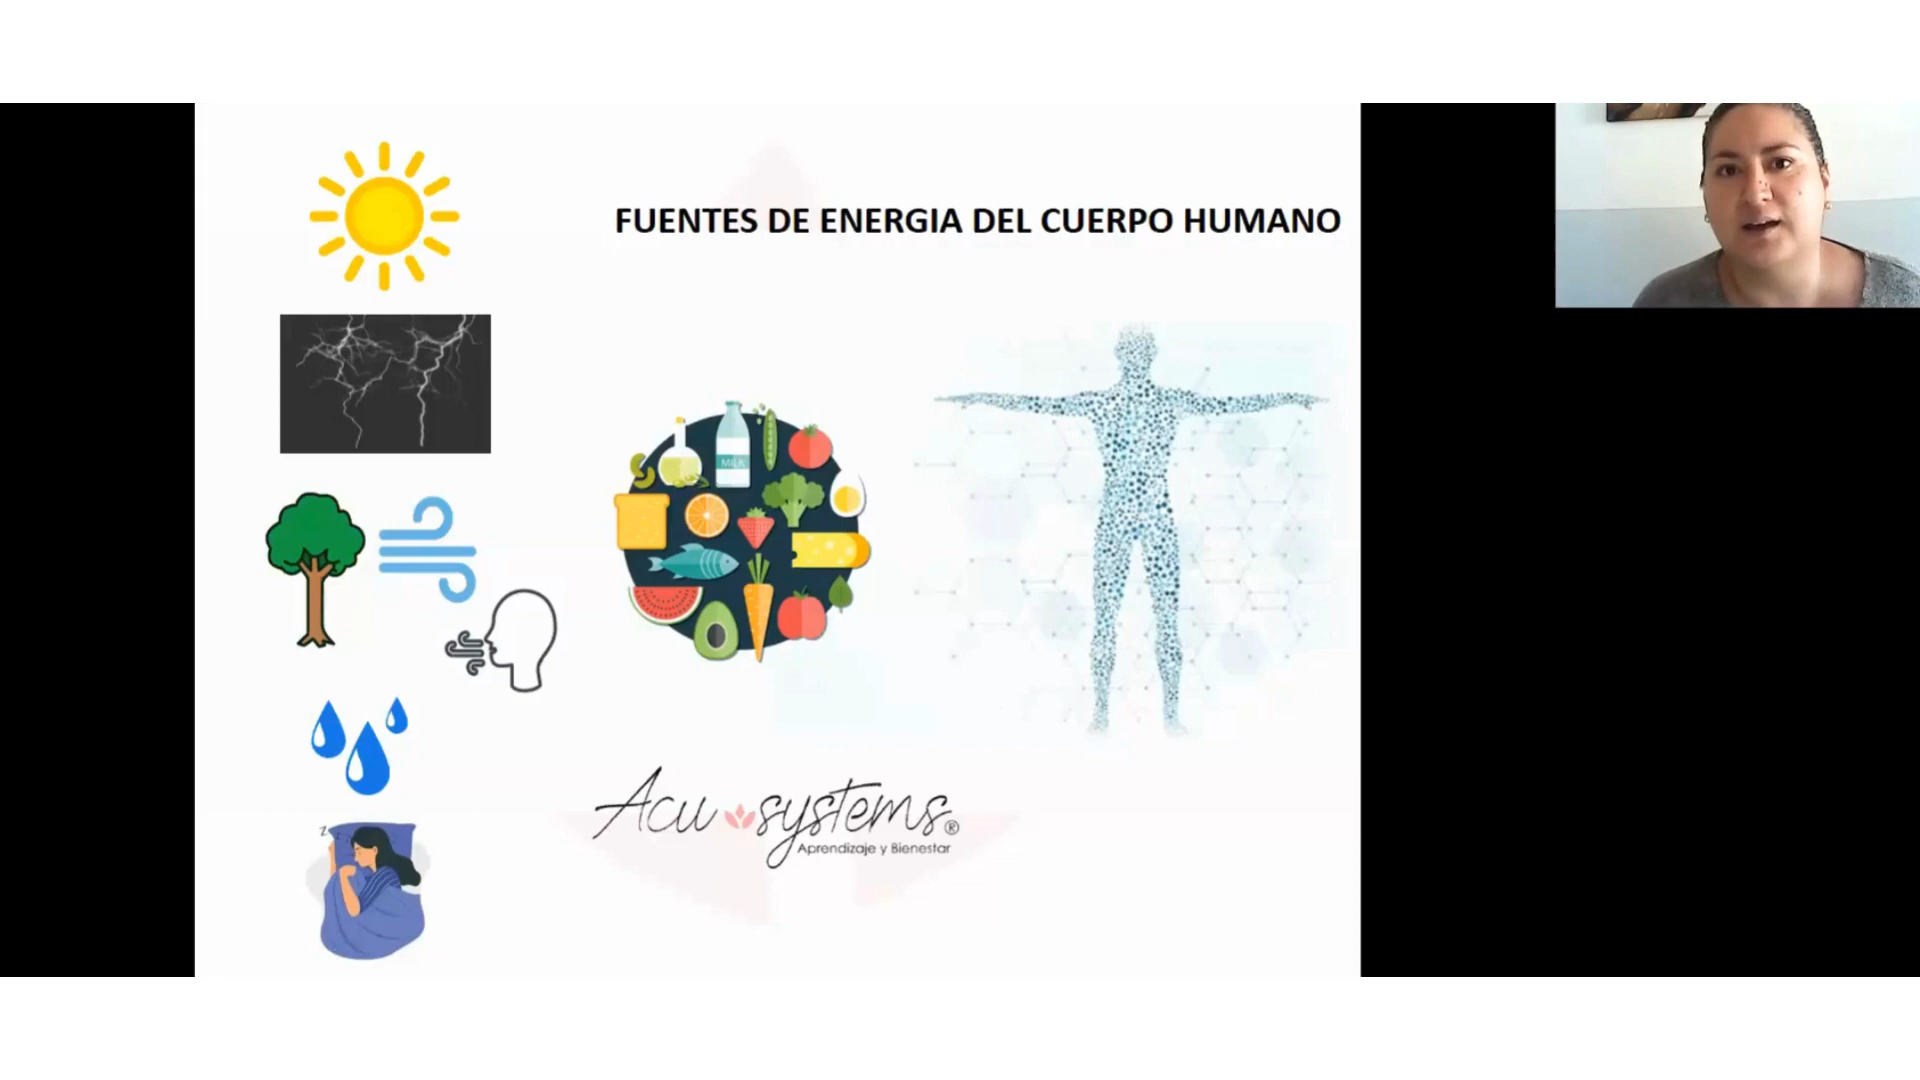 FUENTES DE ENERGIA DEL CUERPO HUMANO
MILK
Acu systems®
Aprendizaje y Bienestar
z z z